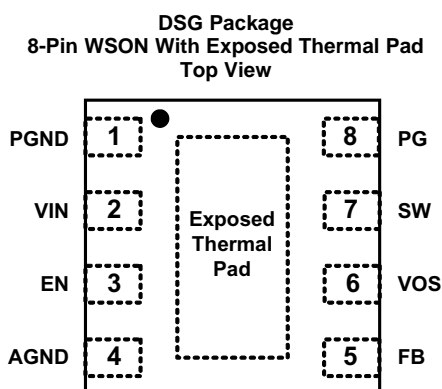 DSG Package
8-Pin WSON With Exposed Thermal Pad
Top View
PGND 1 8 PG
VIN 2 7 SW
Exposed
Thermal
Pad
EN 3 6 VOS
AGND 4 5 FB